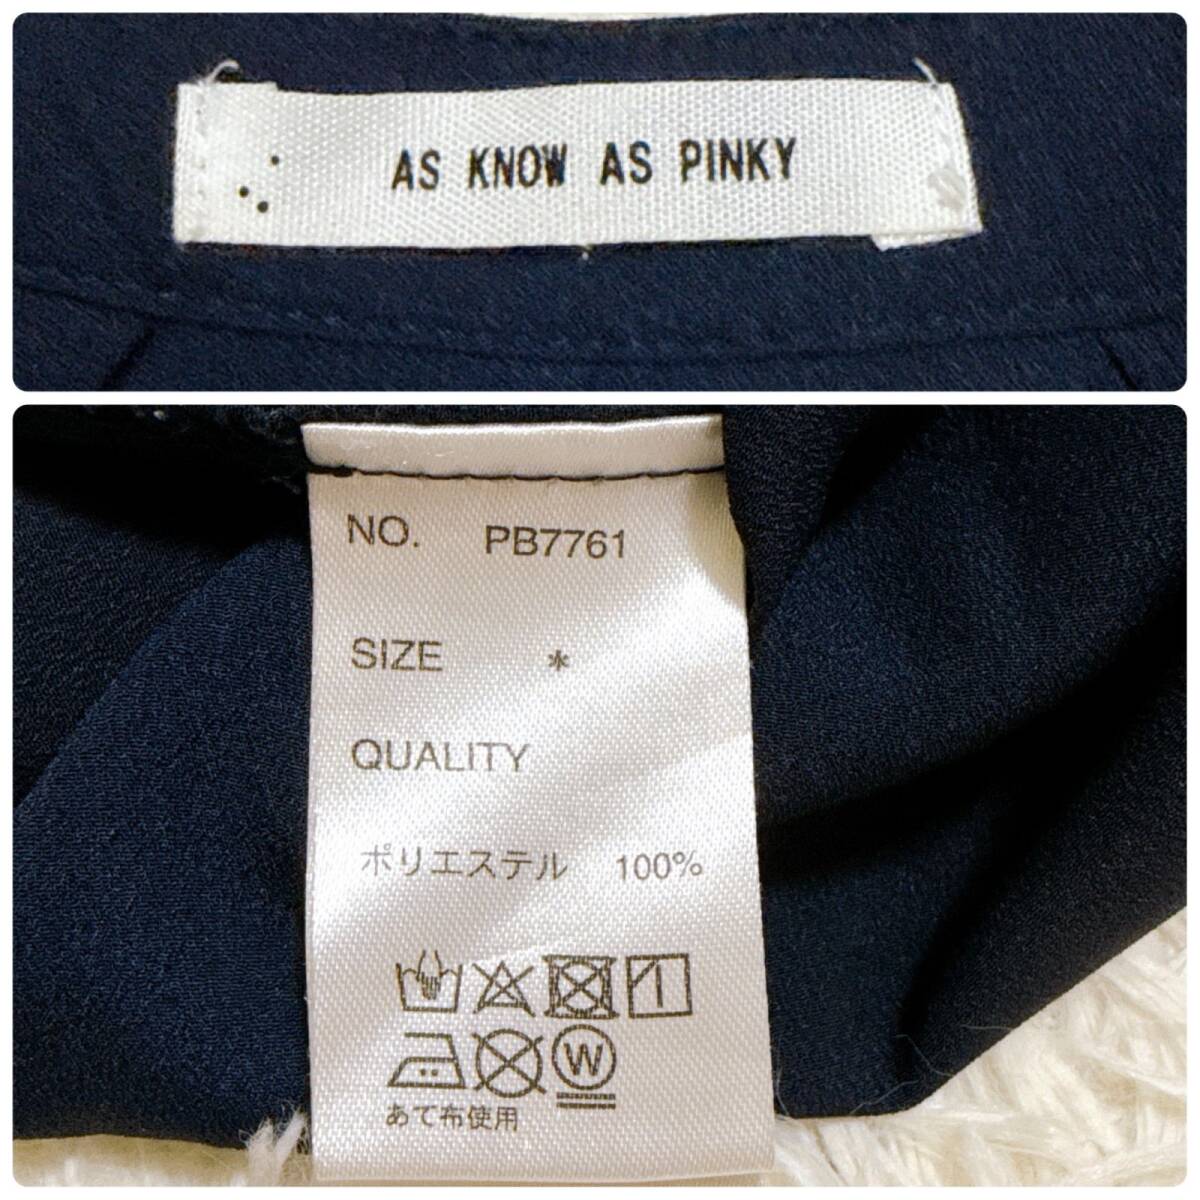 AS KNOW AS PINKY
NO. PB7761
SIZE *
QUALITY
ポリエステル 100%
W
あて布使用